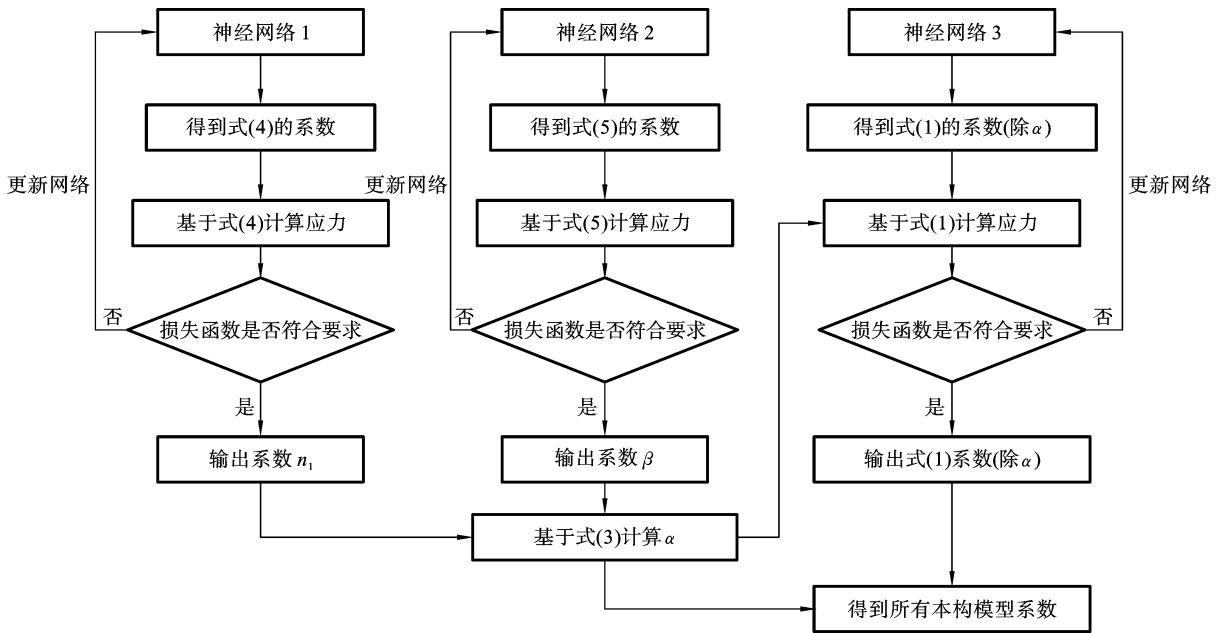 神经网络1
得到式(4)的系数
更新网络
基于式(4)计算应力
否
损失函数是否符合要求
是
输出系数 n₁
神经网络2
得到式(5)的系数
更新网络
基于式(5)计算应力
否
损失函数是否符合要求
是
输出系数 β
基于式(3)计算α
神经网络3
得到式(1)的系数(除α)
更新网络
基于式(1)计算应力
否
损失函数是否符合要求
是
输出式(1)系数(除α)
得到所有本构模型系数